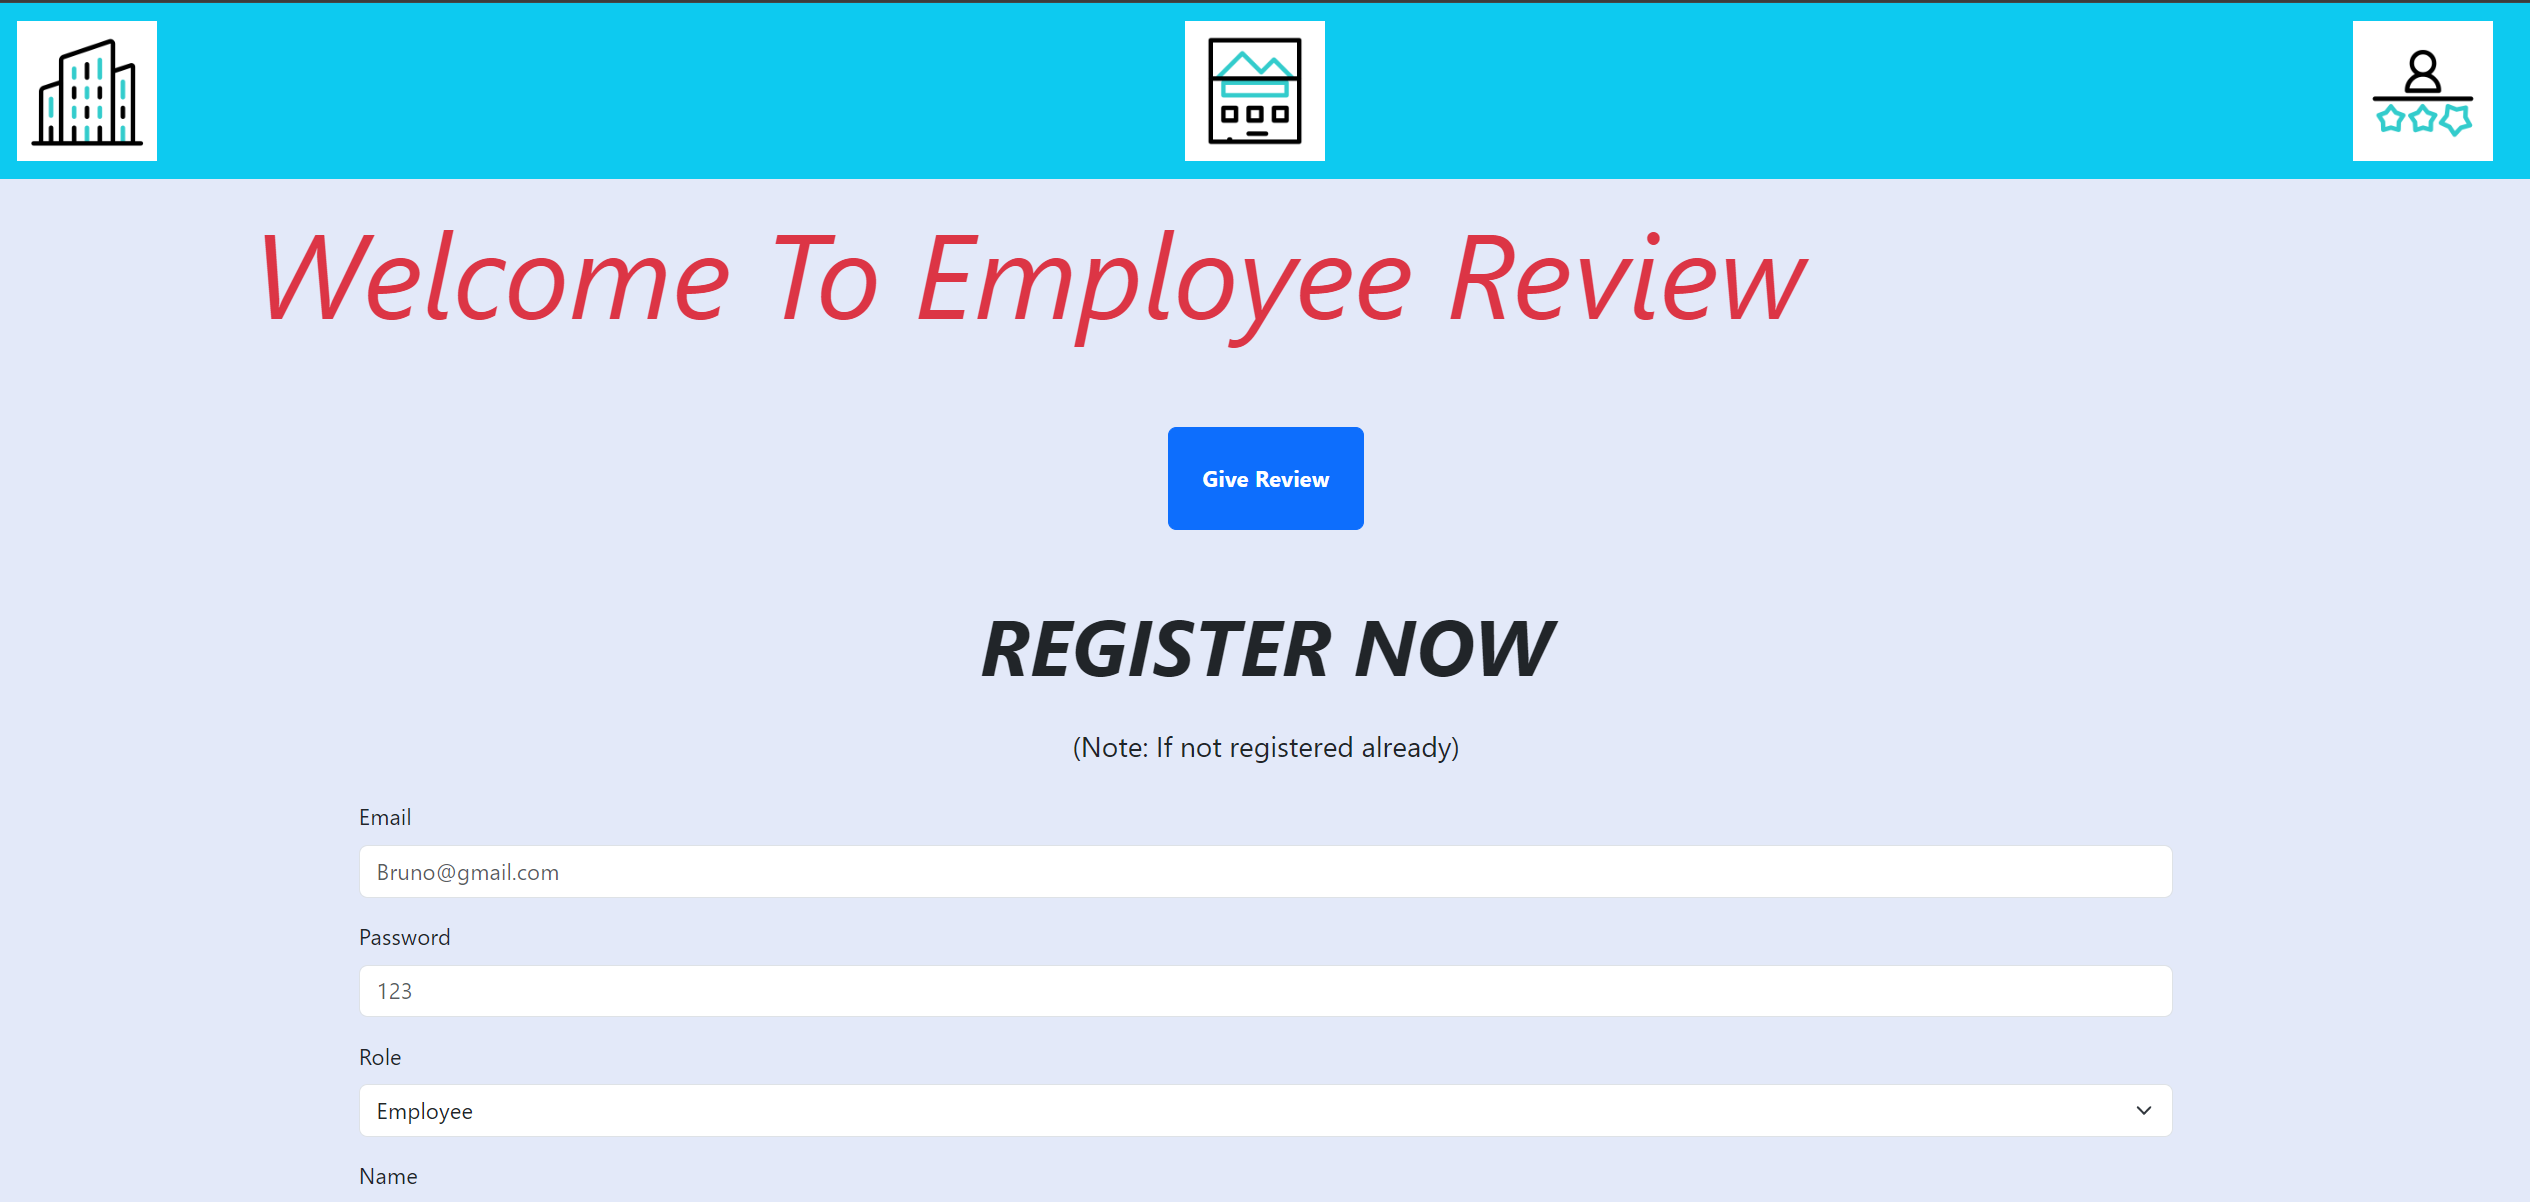 Welcome To Employee Review
Give Review
REGISTER NOW
(Note: If not registered already)
Email
Bruno@gmail.com
Password
123
Role
Employee
Name